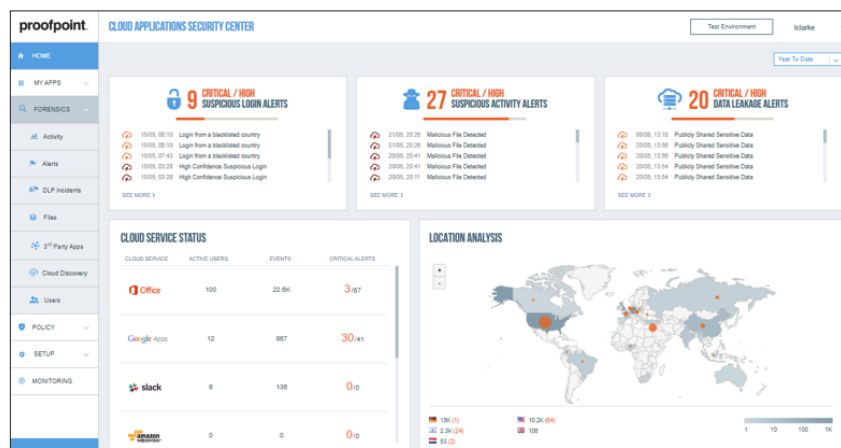 proofpoint.
CLOUD APPLICATIONS SECURITY CENTER
Test Environment
lclarke
HOME
Year To Date
MY APPS
FORENSICS
Activity
Alerts
DLP Incidents
Files
3rd Party Apps
Cloud Discovery
Users
POLICY
SETUP
MONITORING
9 CRITICAL / HIGH
SUSPICIOUS LOGIN ALERTS
15/05, 08:10 Login from a blacklisted country
15/05, 08:10 Login from a blacklisted country
15/05, 07:43 Login from a blacklisted country
15/05, 03:29 High Confidence Suspicious Login
15/05, 03:28 High Confidence Suspicious Login
SEE MORE >
27 CRITICAL / HIGH
SUSPICIOUS ACTIVITY ALERTS
21/05, 20:26 Malicious File Detected
21/05, 20:26 Malicious File Detected
20/05, 20:41 Malicious File Detected
20/05, 20:41 Malicious File Detected
20/05, 20:11 Malicious File Detected
SEE MORE >
20 CRITICAL / HIGH
DATA LEAKAGE ALERTS
08/06, 13:10 Publicly Shared Sensitive Data
20/05, 13:56 Publicly Shared Sensitive Data
20/05, 13:55 Publicly Shared Sensitive Data
20/05, 13:54 Publicly Shared Sensitive Data
20/05, 13:54 Publicly Shared Sensitive Data
SEE MORE >
CLOUD SERVICE STATUS
CLOUD SERVICE ACTIVE USERS EVENTS CRITICAL ALERTS
Office 100 22.6K 3/67
Google Apps 12 867 30/41
slack 6 136 0/0
amazon webservices 0 0 0/0
LOCATION ANALYSIS
+
-
15K (1) 10.2K (54)
2.3K (24) 106
53 (2)
1 10 100 1K